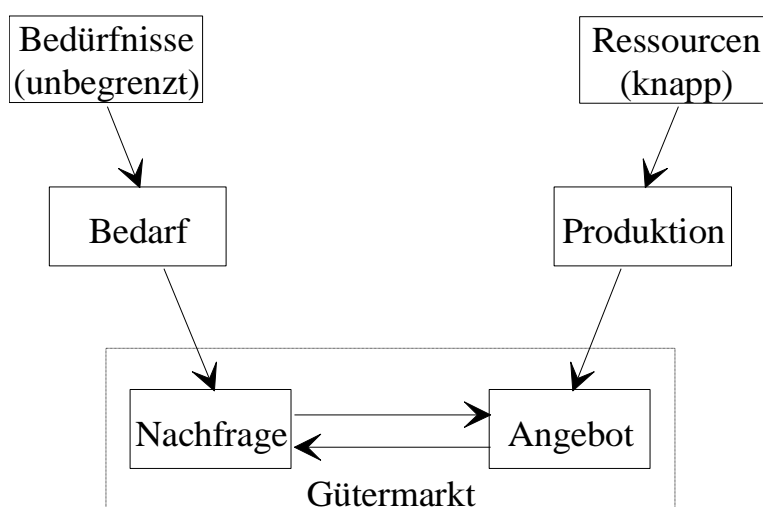 Bedürfnisse
(unbegrenzt)
Ressourcen
(knapp)
Bedarf
Produktion
Nachfrage
Angebot
Gütermarkt